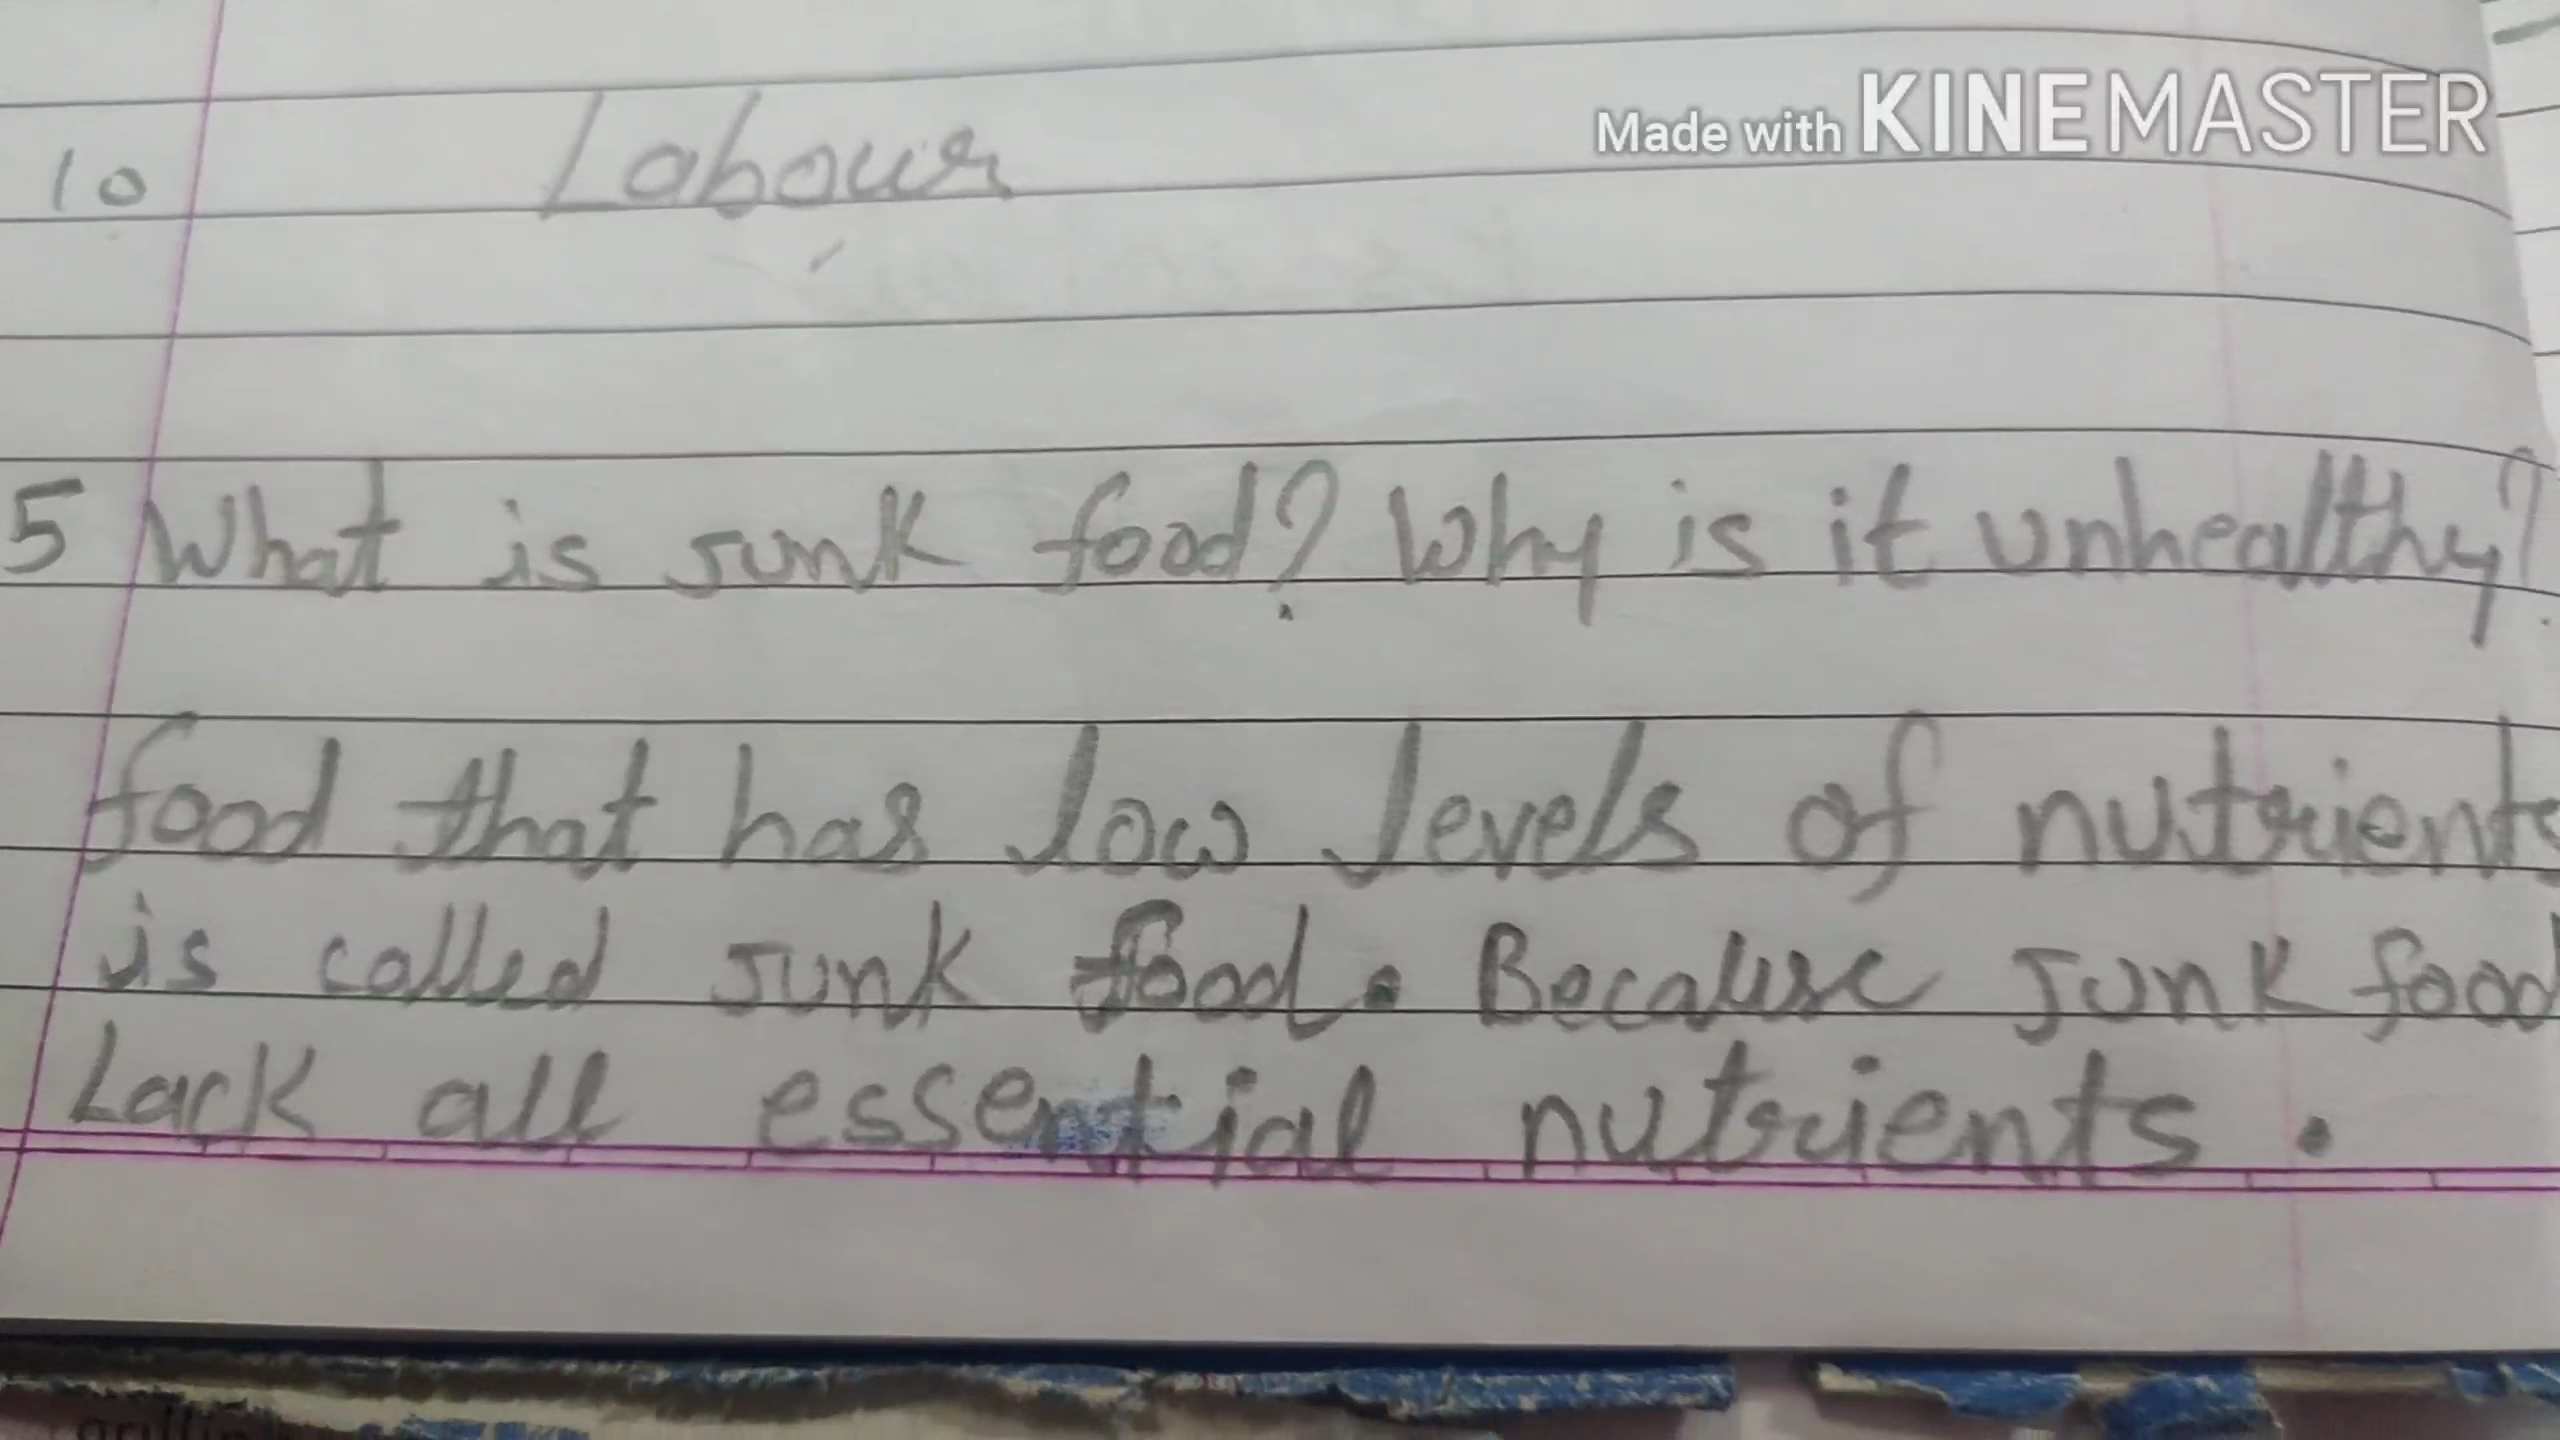 Made with KINEMASTER
10 Labour
5 What is Junk food? Why is it unhealthy?
food that has low levels of nutrients
is called Junk food. Because Junk food
Lack all essential nutrients.